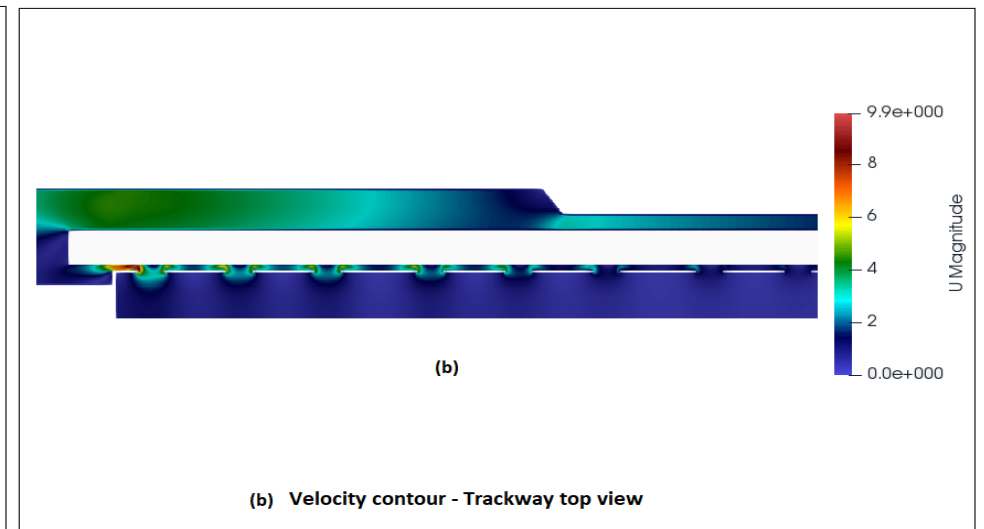 9.9e+000
8
6
4
2
0.0e+000
U Magnitude
(b)
(b) Velocity contour - Trackway top view